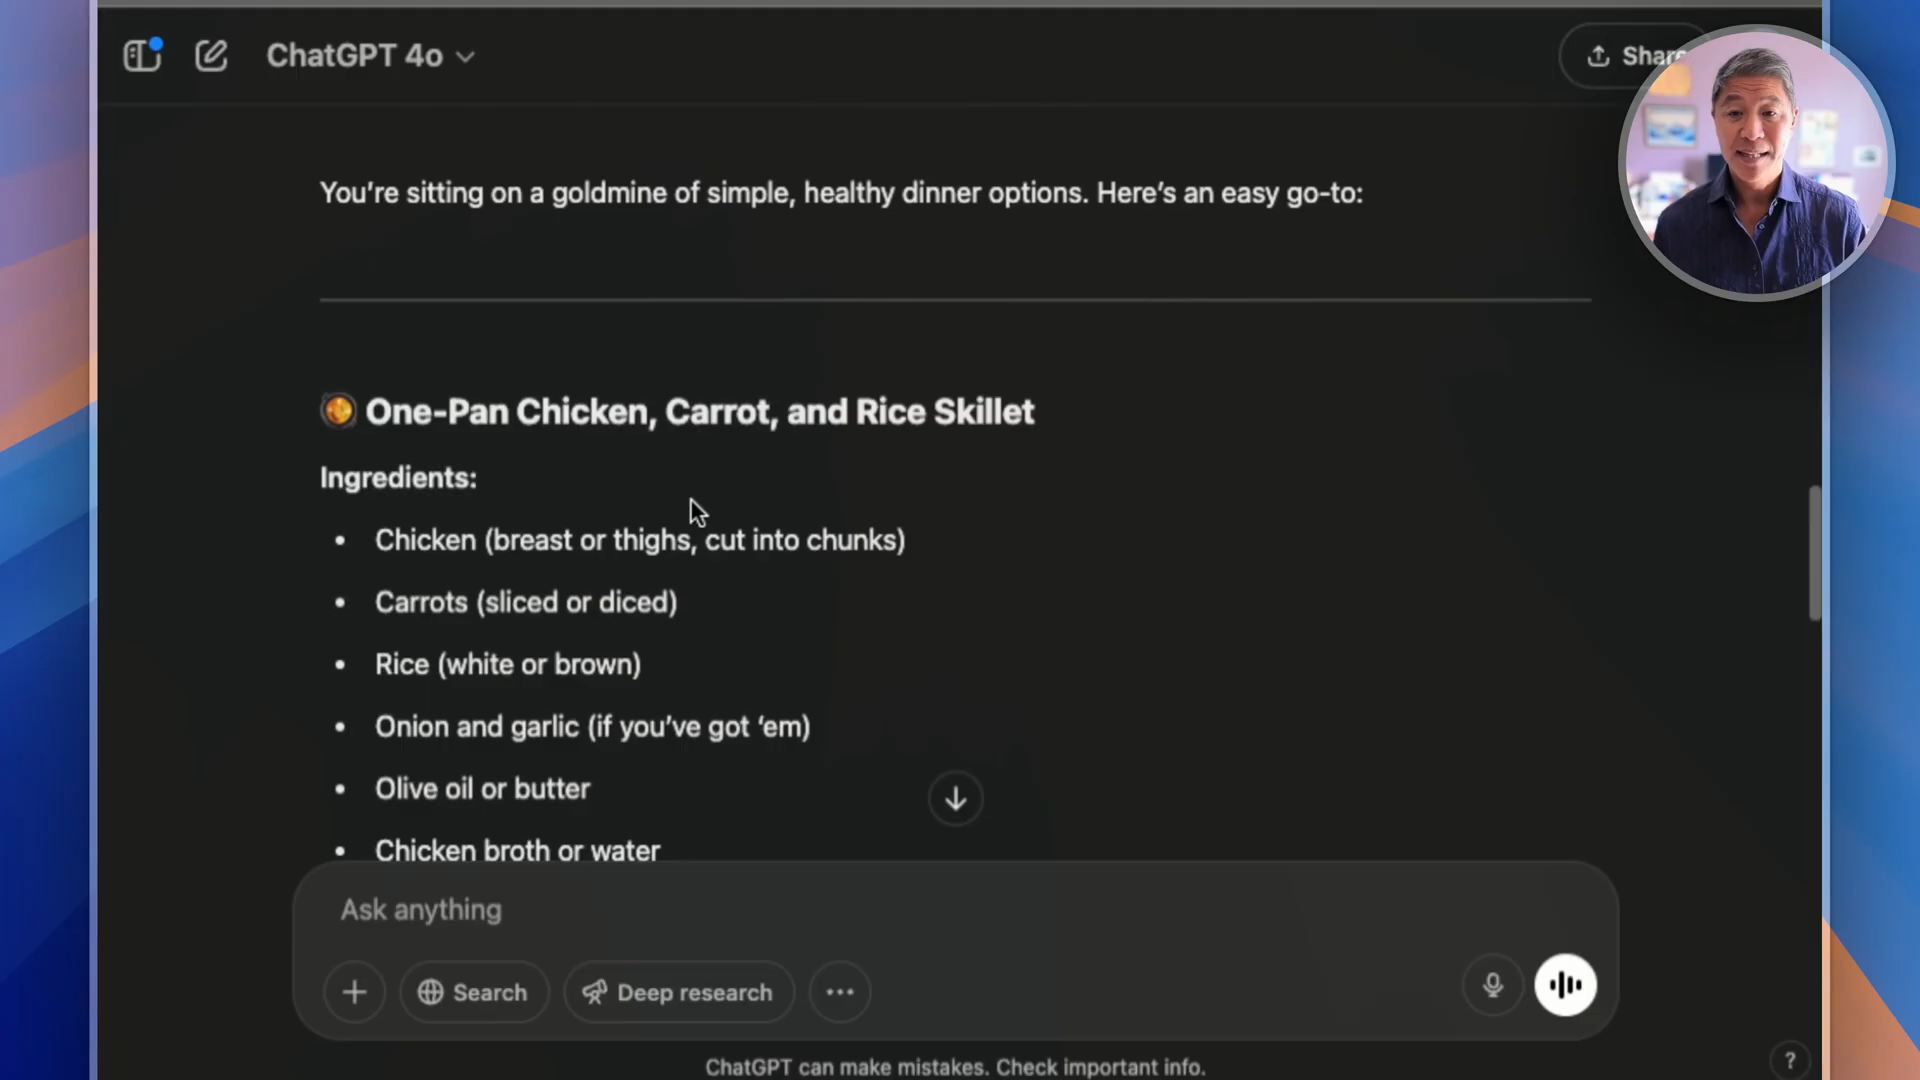 ChatGPT 4o
Share
You’re sitting on a goldmine of simple, healthy dinner options. Here’s an easy go-to:
One-Pan Chicken, Carrot, and Rice Skillet
Ingredients:
• Chicken (breast or thighs, cut into chunks)
• Carrots (sliced or diced)
• Rice (white or brown)
• Onion and garlic (if you’ve got ‘em)
• Olive oil or butter
• Chicken broth or water
Ask anything
Search
Deep research
ChatGPT can make mistakes. Check important info.
?